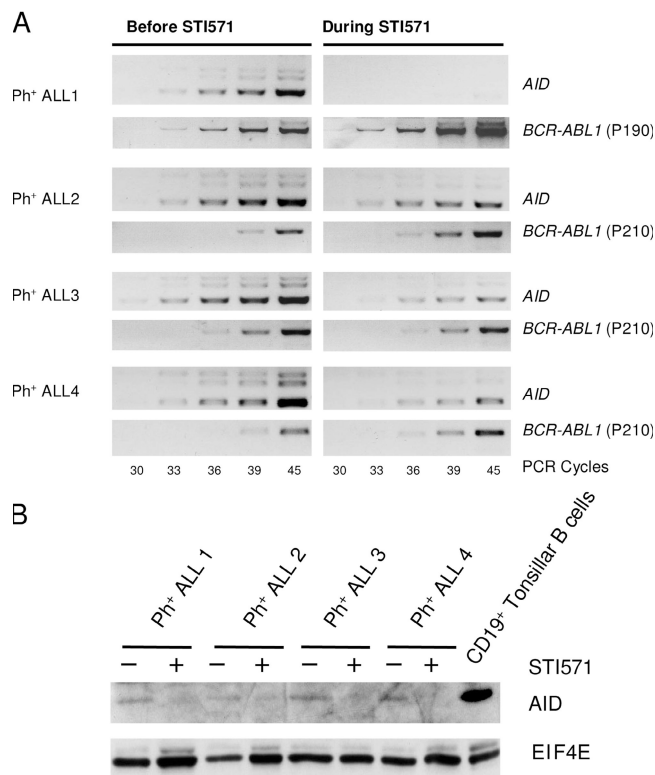 A
Before STI571 During STI571
Ph+ ALL1
AID
BCR-ABL1 (P190)
Ph+ ALL2
AID
BCR-ABL1 (P210)
Ph+ ALL3
AID
BCR-ABL1 (P210)
Ph+ ALL4
AID
BCR-ABL1 (P210)
30 33 36 39 45 30 33 36 39 45 PCR Cycles
B
Ph+ ALL 1 Ph+ ALL 2 Ph+ ALL 3 Ph+ ALL 4 CD19+ Tonsillar B cells
− + − + − + − + STI571
AID
EIF4E